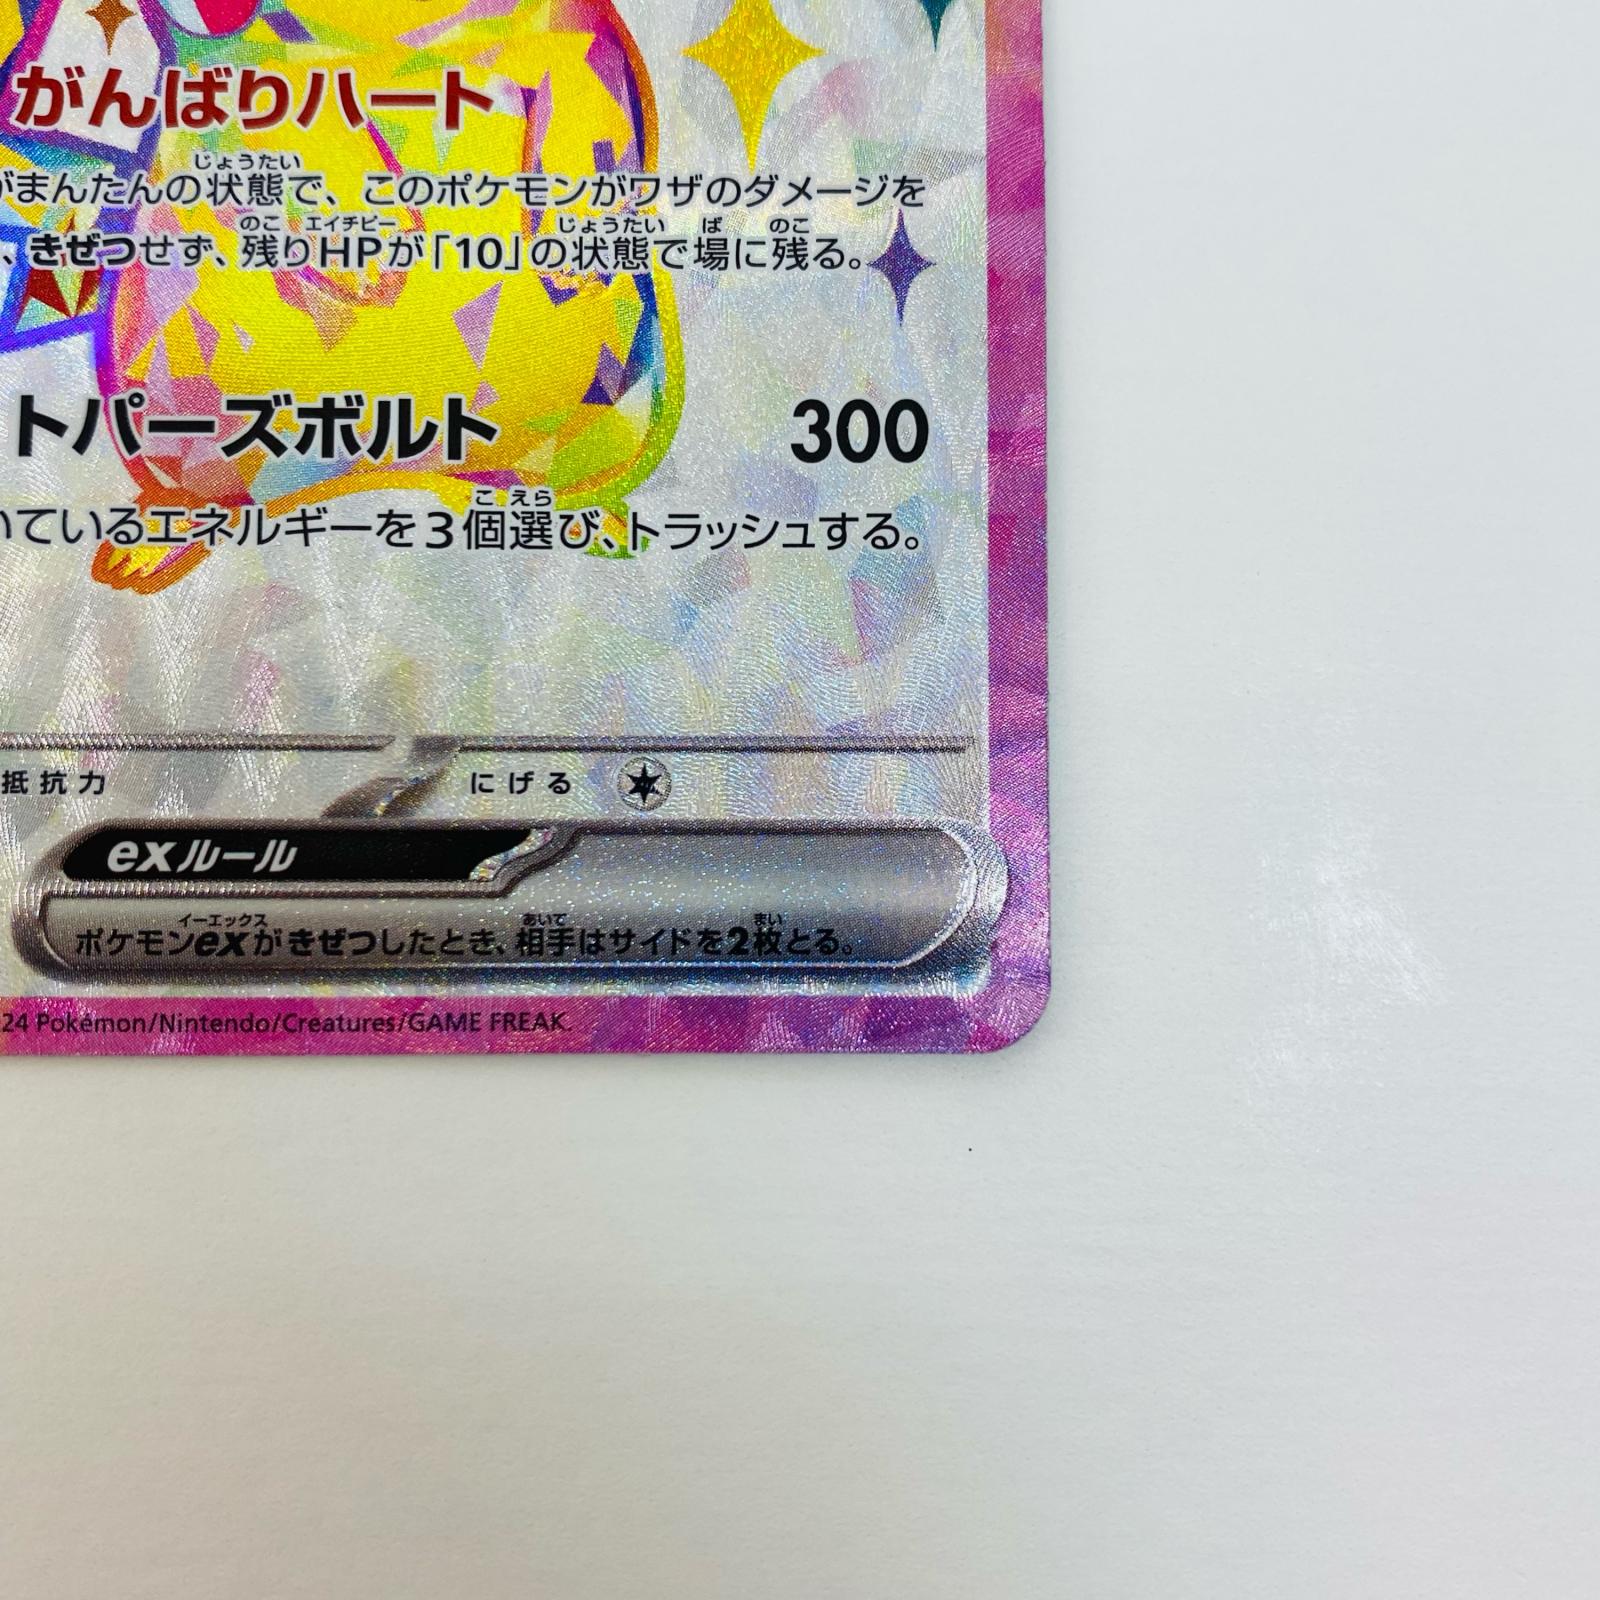 がんばりハート
がまんたんの状態で、このポケモンがワザのダメージを
じょうたい
、きぜつせず、残りHPが「10」の状態で場に残る。
のこ エイチピー じょうたい ば のこ
トパーズボルト 300
いているエネルギーを3個選び、トラッシュする。
こ えら
抵抗力 にげる
exルール
ポケモンexがきぜつしたとき、相手はサイドを2枚とる。
イーエックス あいて まい
24 Pokémon/Nintendo/Creatures/GAME FREAK.